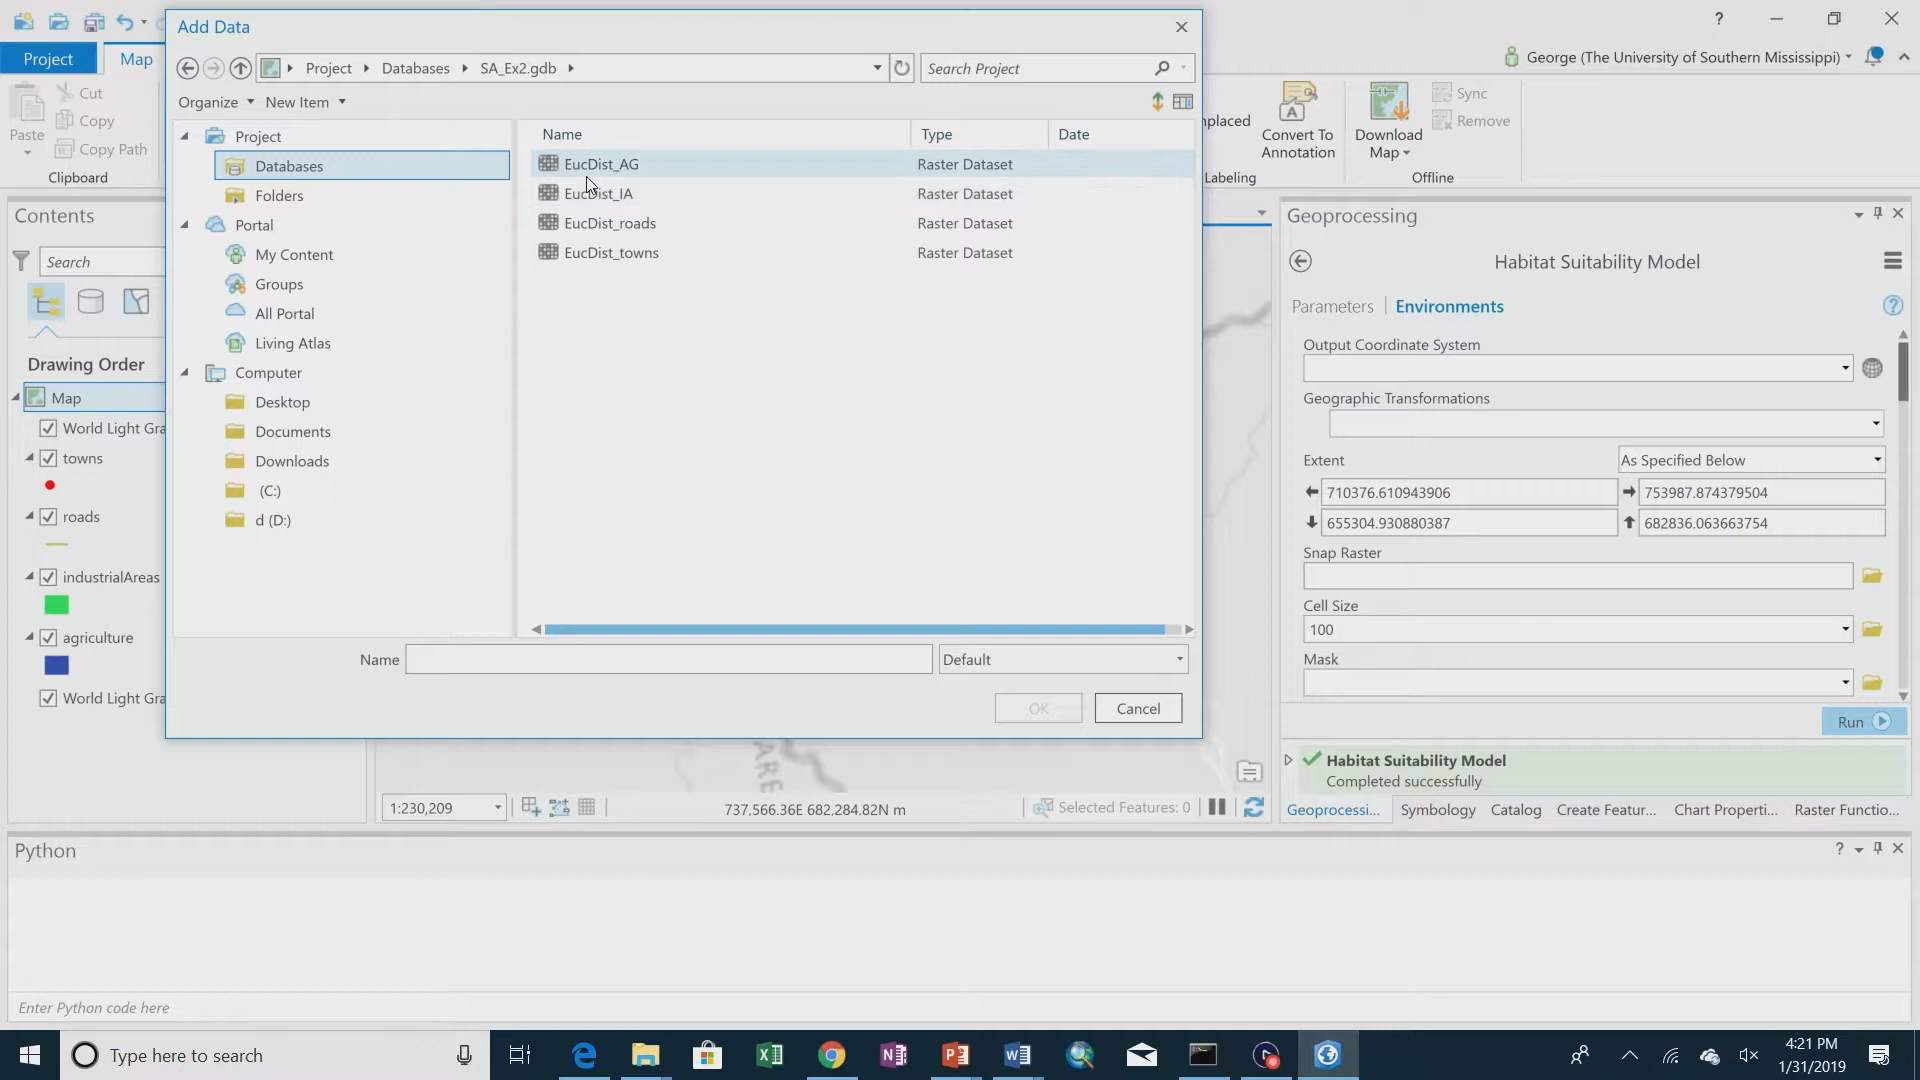 Add Data
Project
Map
George (The University of Southern Mississippi)
Project
Databases
SA_Ex2.gdb
Search Project
Organize
New Item
Paste
Cut
Copy
Copy Path
Clipboard
Convert To
Annotation
Labeling
Download
Map
Sync
Remove
Offline
Project
Databases
Folders
Portal
My Content
Groups
All Portal
Living Atlas
Computer
Desktop
Documents
Downloads
(C:)
d (D:)
Name
Type
Date
EucDist_AG
Raster Dataset
EucDist_IA
Raster Dataset
EucDist_roads
Raster Dataset
EucDist_towns
Raster Dataset
Name
Default
OK
Cancel
Contents
Search
Drawing Order
Map
World Light Gra
towns
roads
industrialAreas
agriculture
World Light Gra
Geoprocessing
Habitat Suitability Model
Parameters
Environments
Output Coordinate System
Geographic Transformations
Extent
As Specified Below
710376.610943906
753987.874379504
655304.930880387
682836.063663754
Snap Raster
Cell Size
100
Mask
Run
Habitat Suitability Model
Completed successfully
Geoprocessi...
Symbology
Catalog
Create Featur...
Chart Properti...
Raster Functio...
1:230,209
737,566.36E 682,284.82N m
Selected Features: 0
Python
Enter Python code here
Type here to search
4:21 PM
1/31/2019